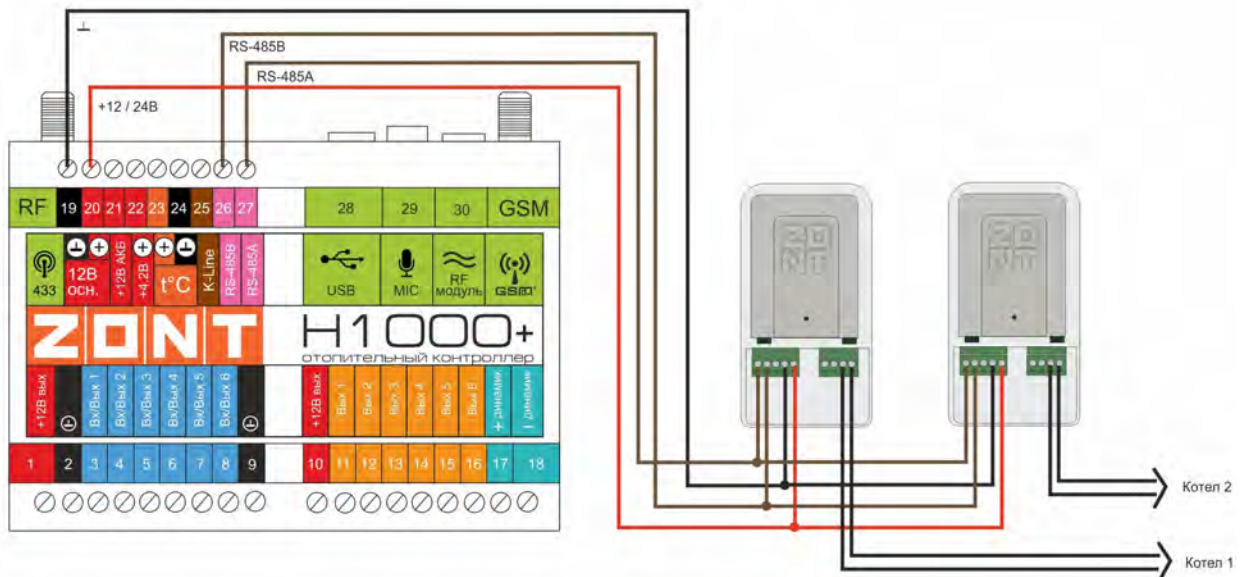 ⊥
RS-485B
RS-485A
+12 / 24В
RF 19 20 21 22 23 24 25 26 27 28 29 30 GSM
433
12В осн.
+12В АКБ
+4.2В
t°C
K-Line
RS-485B
RS-485A
USB
MIC
RF модуль
GSM
ZONT
H1000+
отопительный контроллер
+12В вых
Вх/Вых 1
Вх/Вых 2
Вх/Вых 3
Вх/Вых 4
Вх/Вых 5
Вх/Вых 6
+12В вых
Вых 1
Вых 2
Вых 3
Вых 4
Вых 5
Вых 6
+ динамик
– динамик
1 2 3 4 5 6 7 8 9 10 11 12 13 14 15 16 17 18
ZONT
ZONT
Котел 2
Котел 1